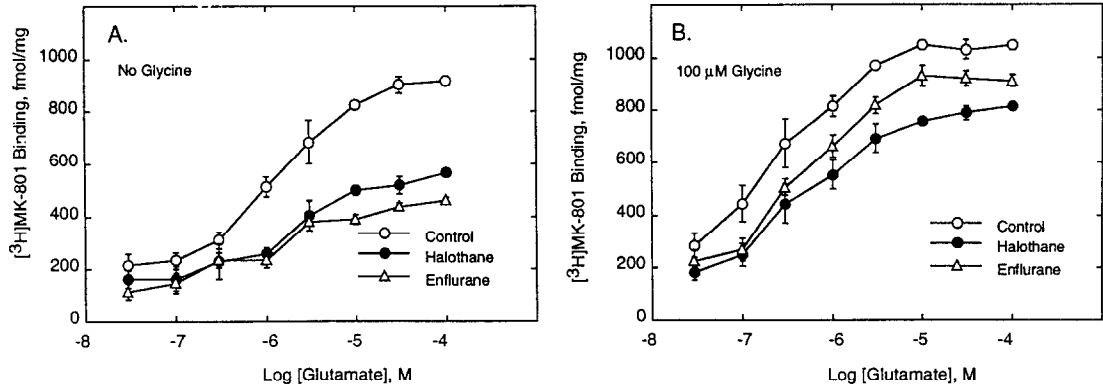 A.
No Glycine
[³H]MK-801 Binding, fmol/mg
1000
800
600
400
200
0
Control
Halothane
Enflurane
-8 -7 -6 -5 -4
Log [Glutamate], M
B.
100 µM Glycine
[³H]MK-801 Binding, fmol/mg
1000
800
600
400
200
0
Control
Halothane
Enflurane
-8 -7 -6 -5 -4
Log [Glutamate], M